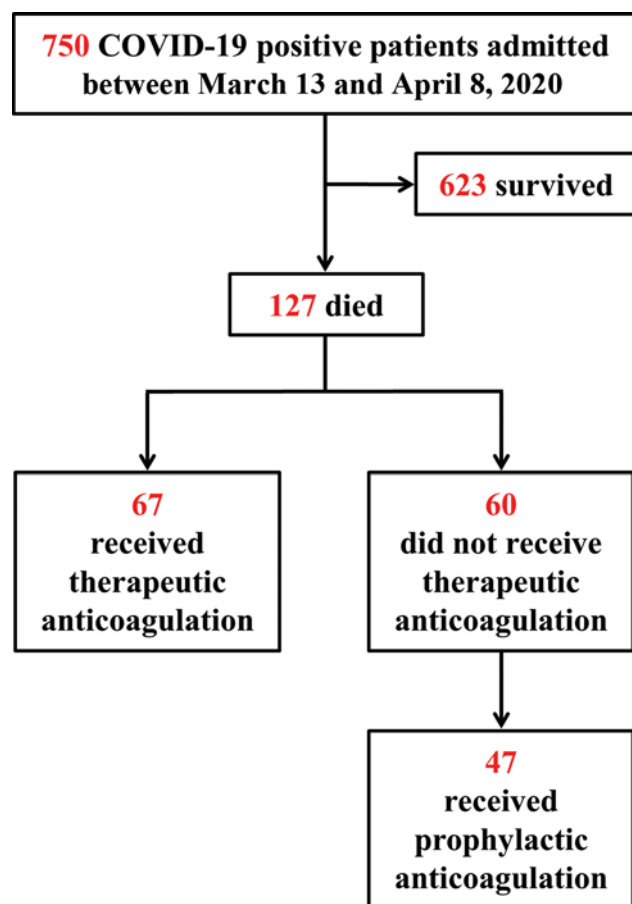 750 COVID-19 positive patients admitted
between March 13 and April 8, 2020
623 survived
127 died
67
received
therapeutic
anticoagulation
60
did not receive
therapeutic
anticoagulation
47
received
prophylactic
anticoagulation